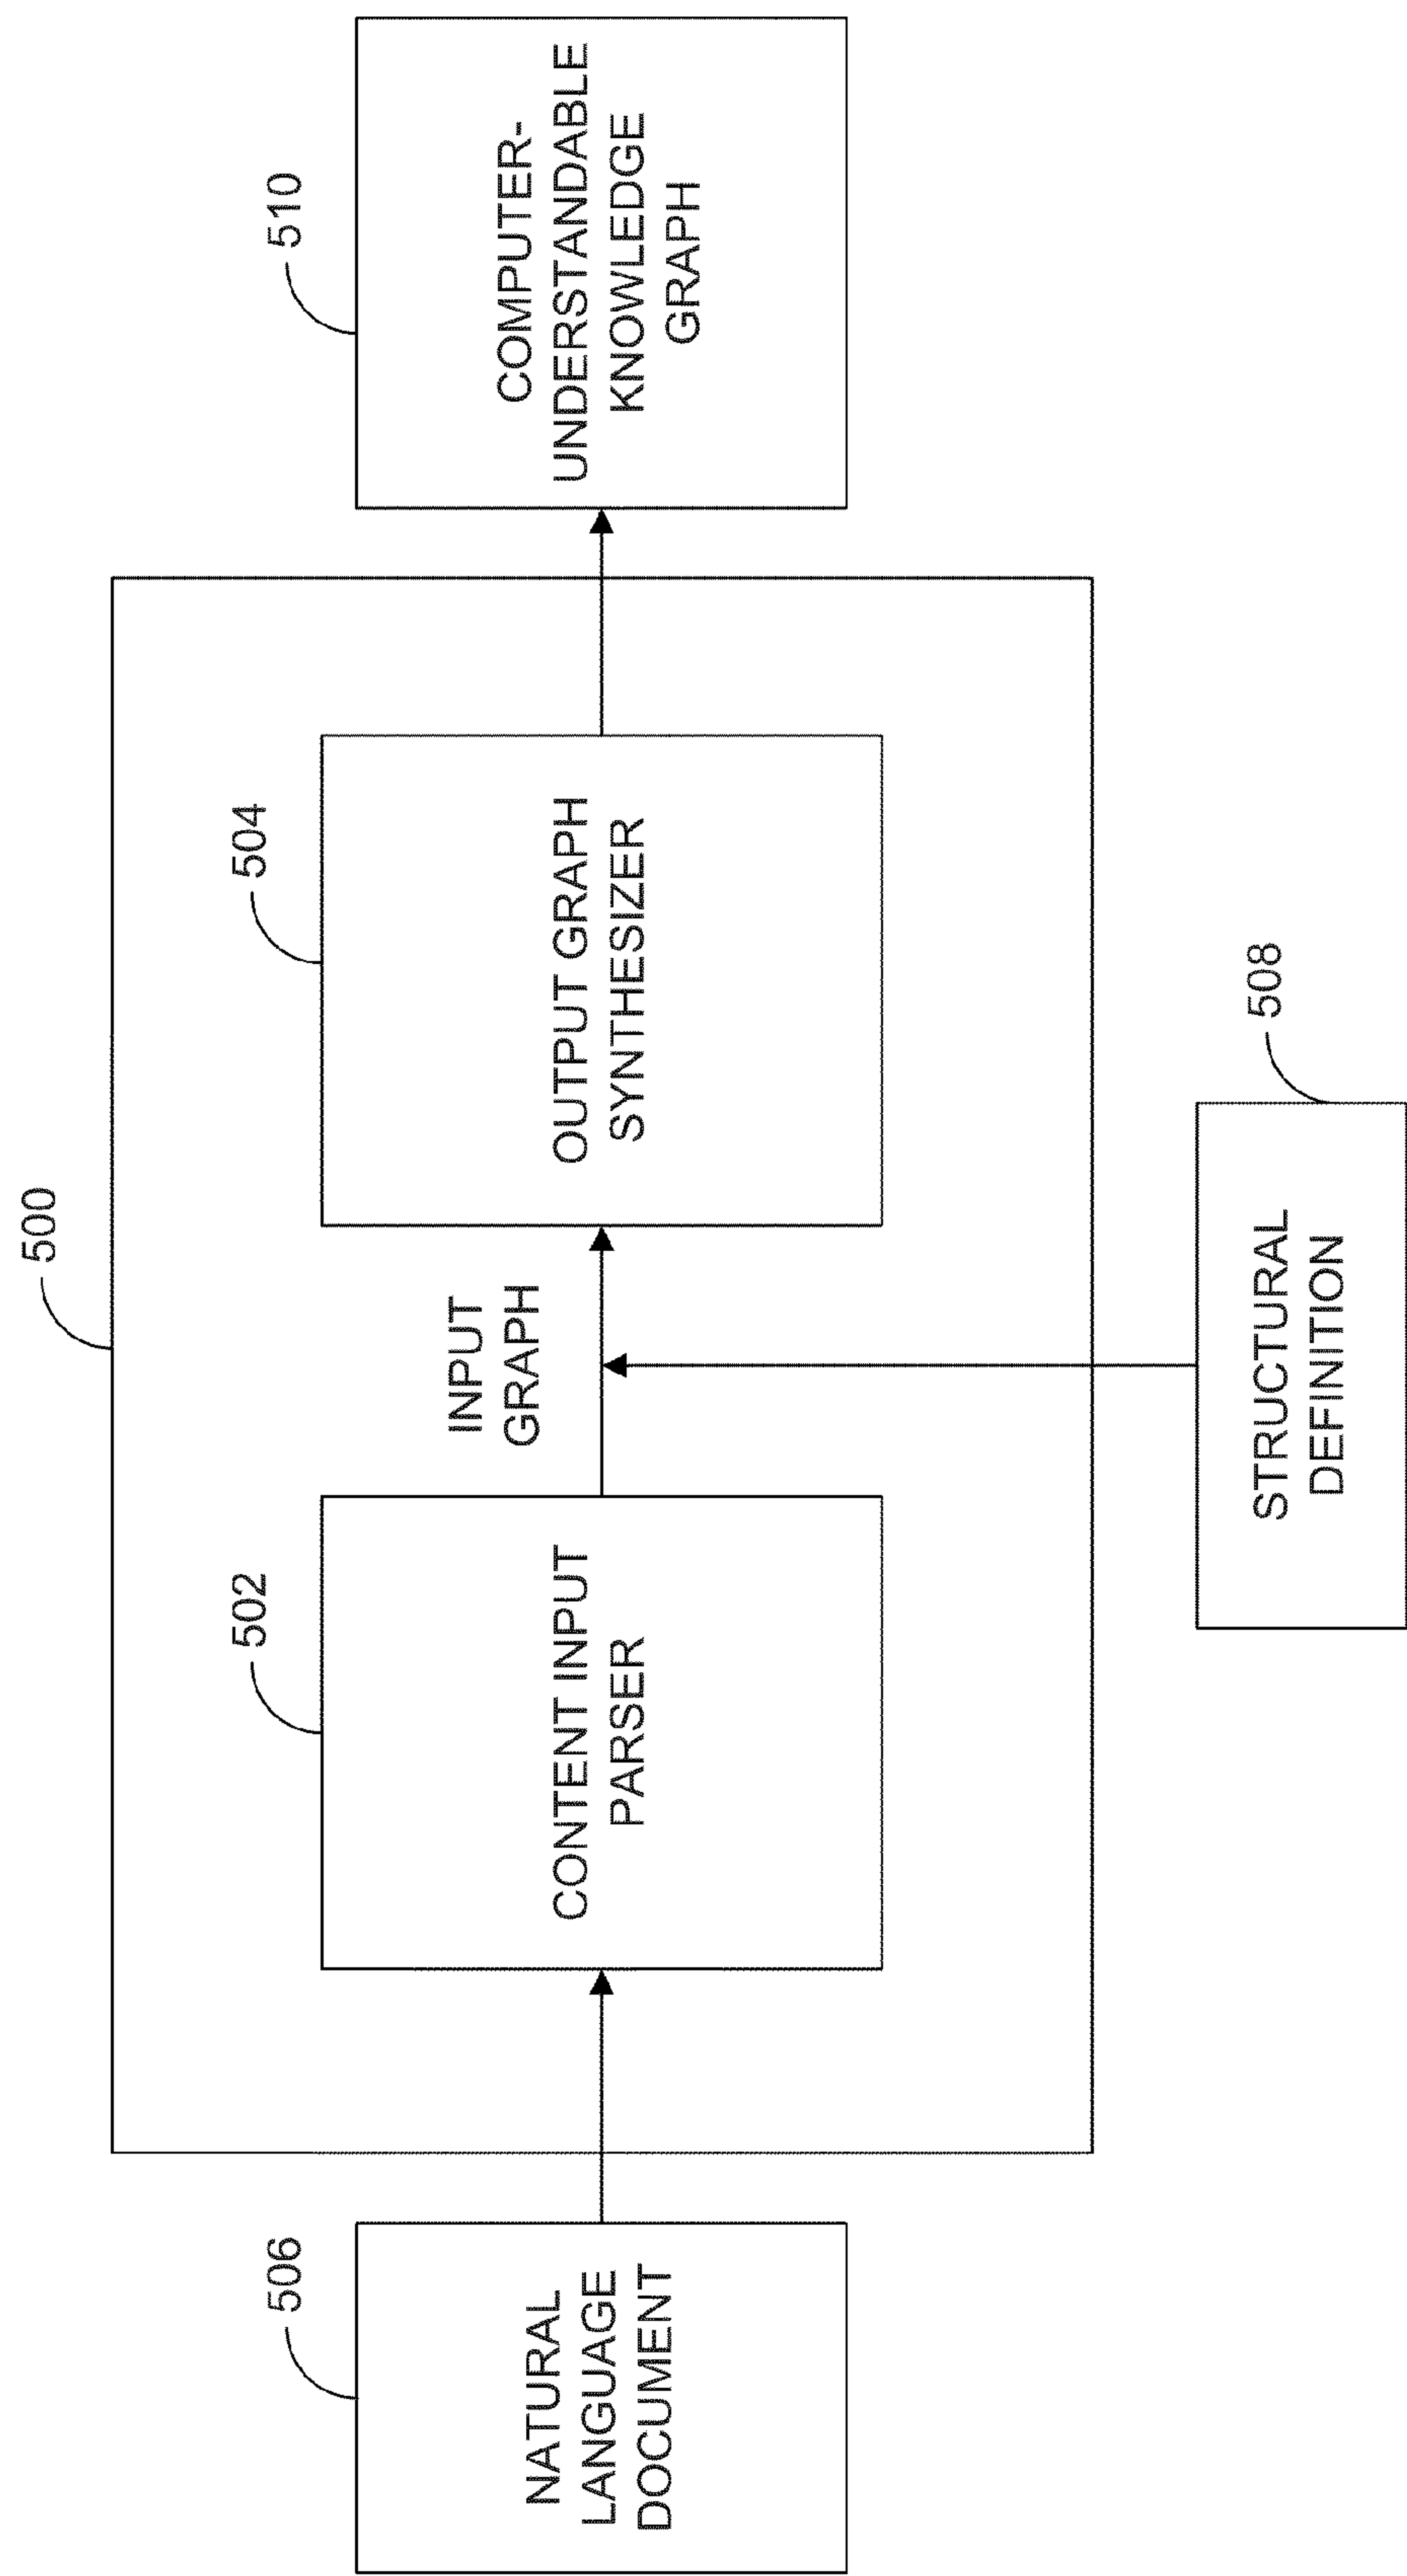 500
506
NATURAL
LANGUAGE
DOCUMENT
502
CONTENT INPUT
PARSER
INPUT
GRAPH
504
OUTPUT GRAPH
SYNTHESIZER
510
COMPUTER-
UNDERSTANDABLE
KNOWLEDGE
GRAPH
508
STRUCTURAL
DEFINITION